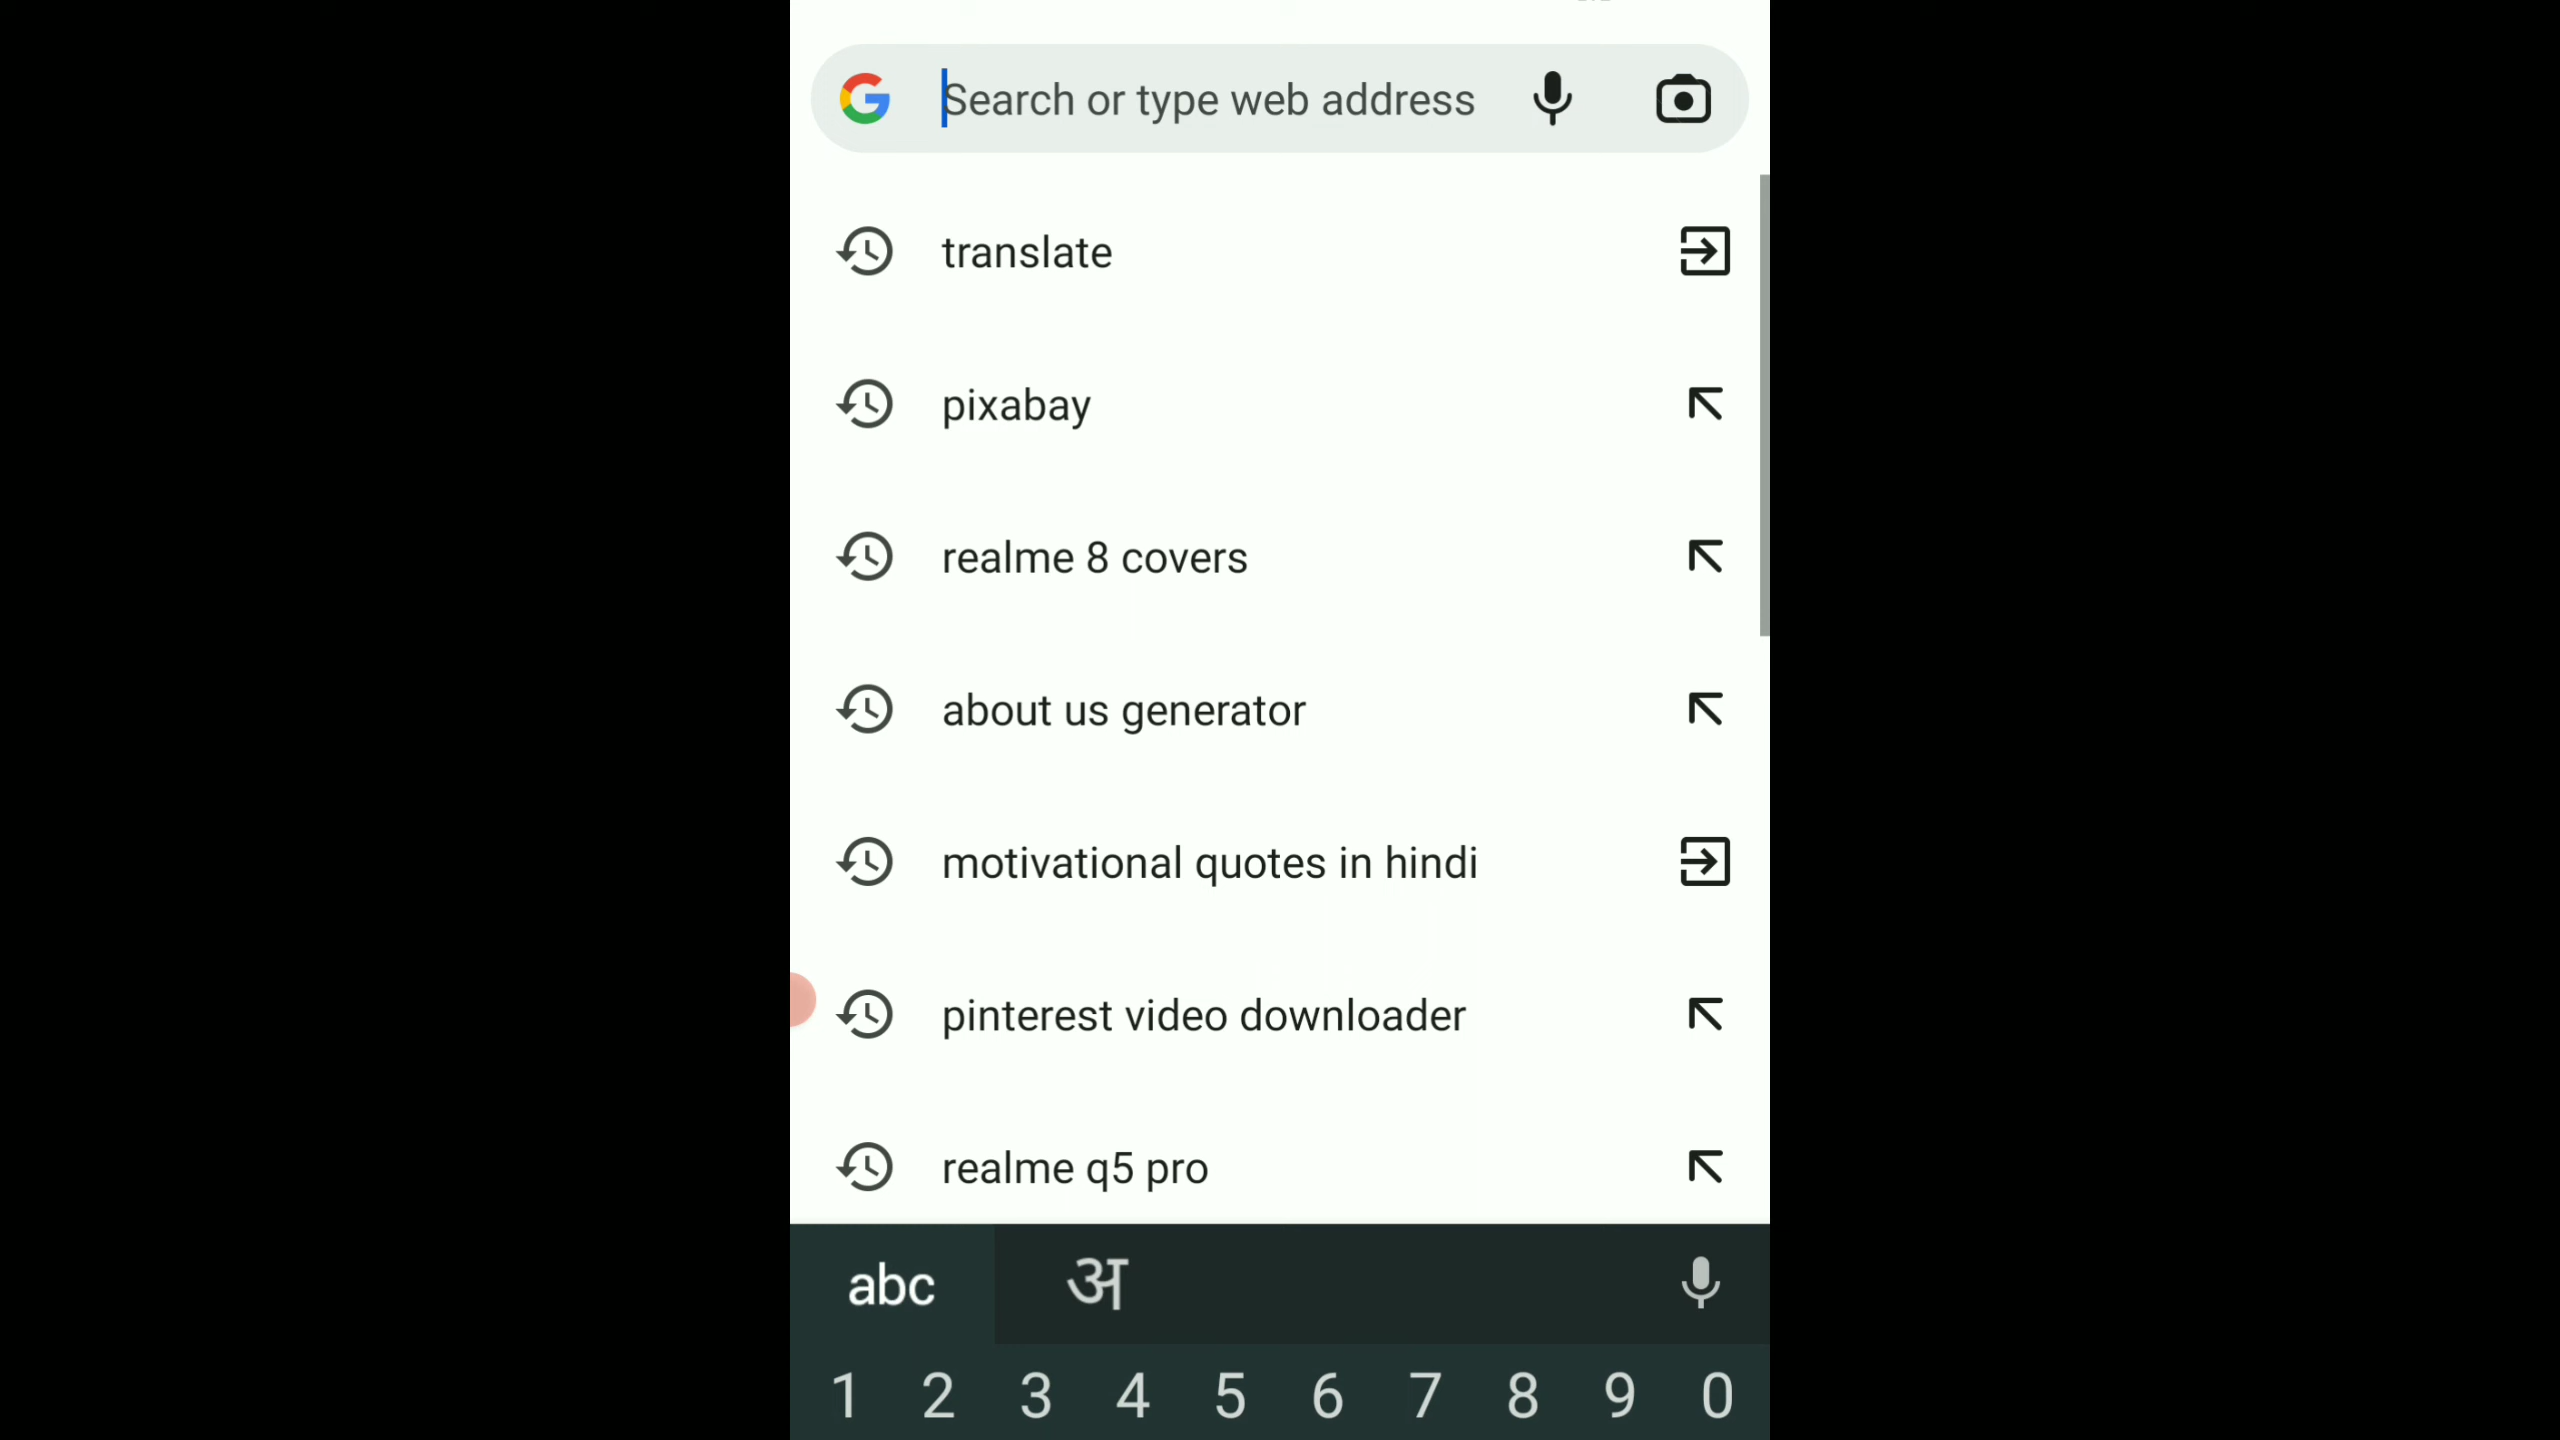 Search or type web address
translate
pixabay
realme 8 covers
about us generator
motivational quotes in hindi
pinterest video downloader
realme q5 pro
abc अ
1 2 3 4 5 6 7 8 9 0